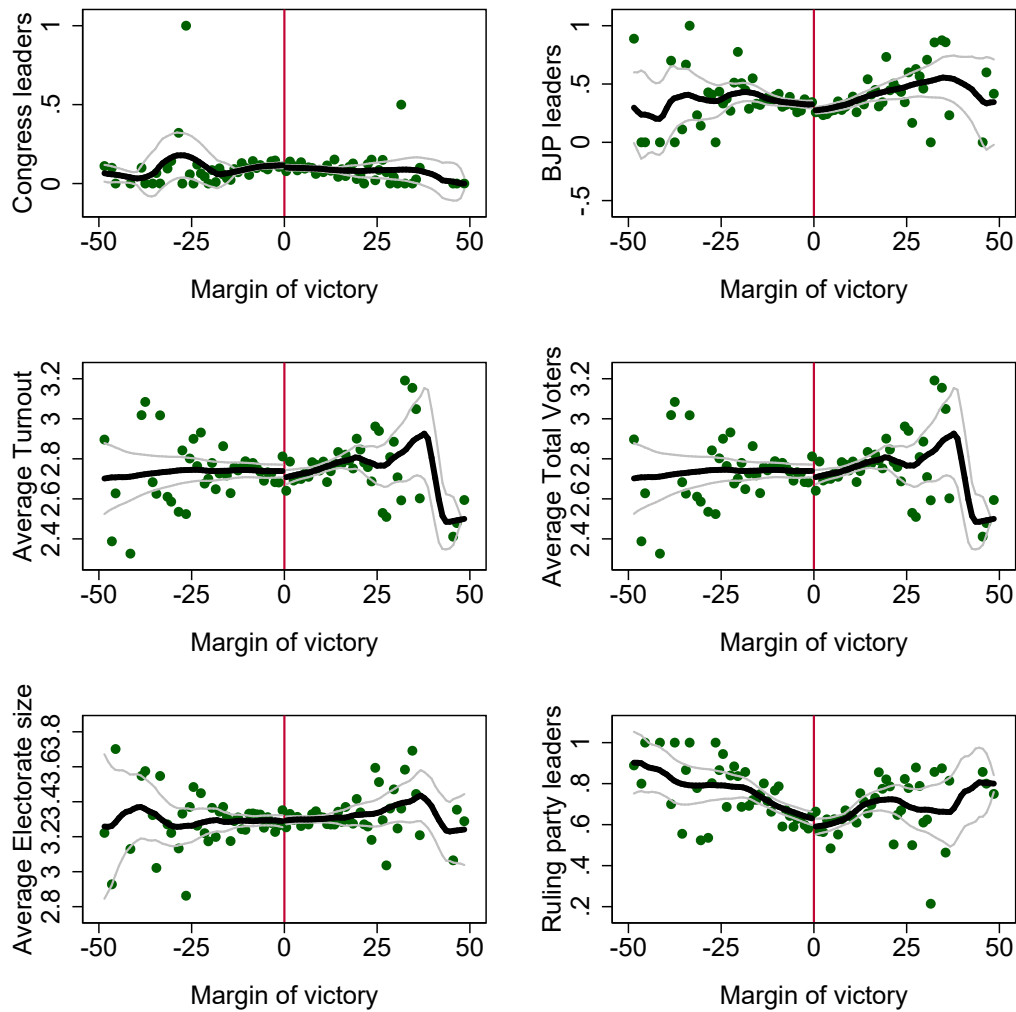 Congress leaders
0 .5 1
-50 -25 0 25 50
Margin of victory
BJP leaders
-.5 0 .5 1
-50 -25 0 25 50
Margin of victory
Average Turnout
2.4 2.6 2.8 3 3.2
-50 -25 0 25 50
Margin of victory
Average Total Voters
2.4 2.6 2.8 3 3.2
-50 -25 0 25 50
Margin of victory
Average Electorate size
2.8 3 3.2 3.4 3.6 3.8
-50 -25 0 25 50
Margin of victory
Ruling party leaders
.2 .4 .6 .8 1
-50 -25 0 25 50
Margin of victory